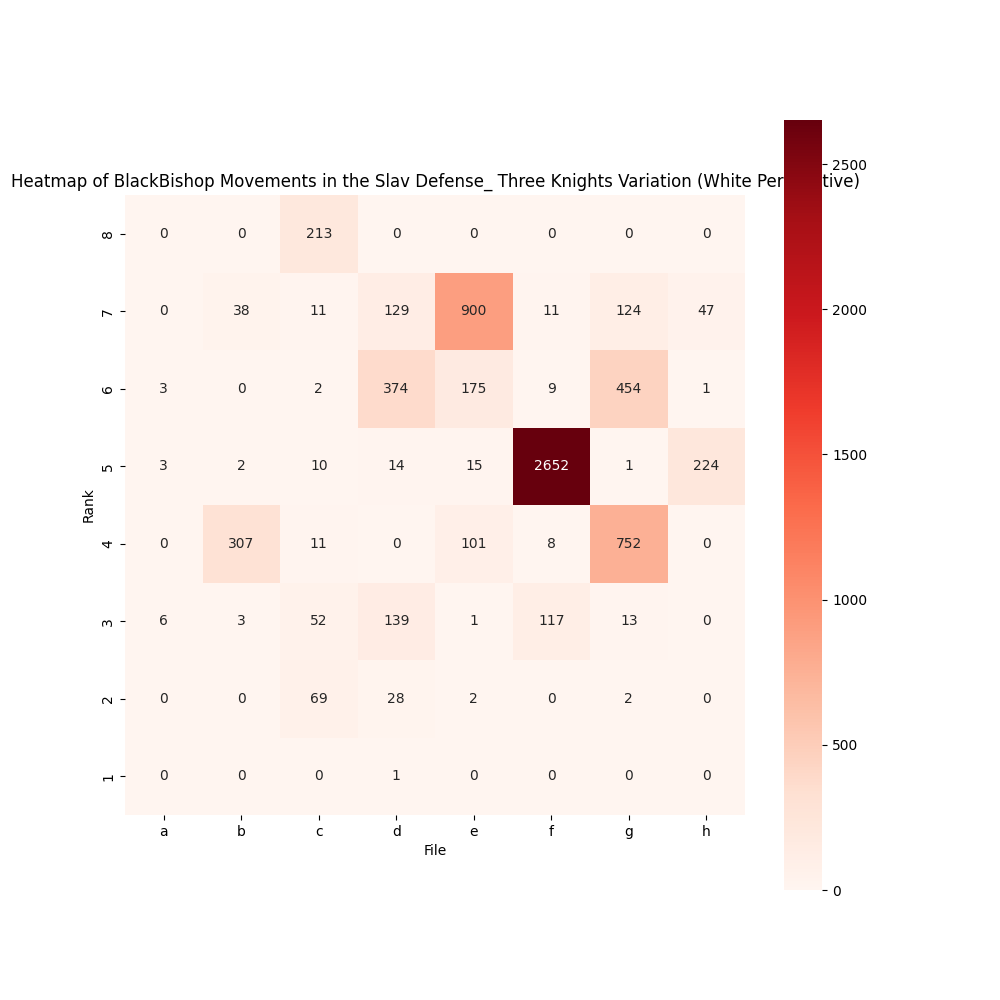 Heatmap of BlackBishop Movements in the Slav Defense_ Three Knights Variation (White Per tive)
8 0 0 213 0 0 0 0 0
7 0 38 11 129 900 11 124 47
6 3 0 2 374 175 9 454 1
5 3 2 10 14 15 2652 1 224
4 0 307 11 0 101 8 752 0
3 6 3 52 139 1 117 13 0
2 0 0 69 28 2 0 2 0
1 0 0 0 1 0 0 0 0
a b c d e f g h
File
Rank
2500
2000
1500
1000
500
0